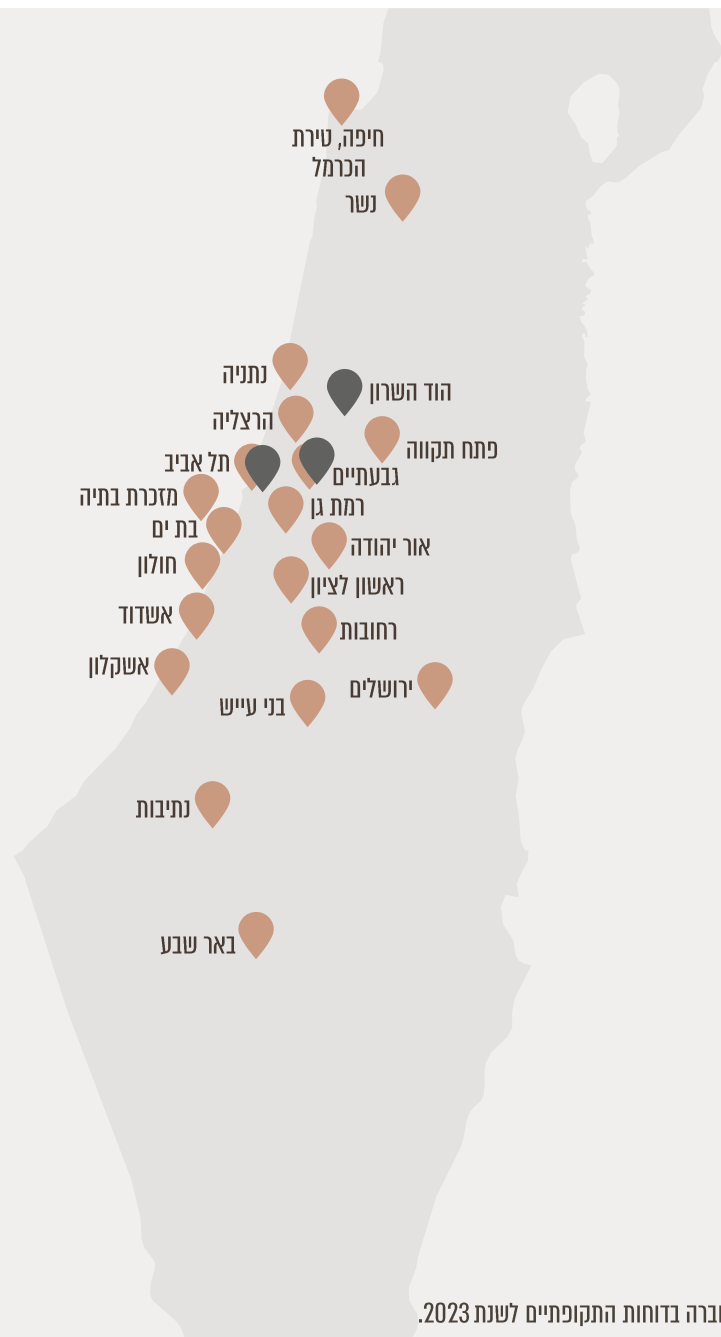 חיפה, טירת
הכרמל
נשר
נתניה
הוד השרון
הרצליה
פתח תקווה
תל אביב
גבעתיים
מזכרת בתיה
רמת גן
בת ים
אור יהודה
חולון
ראשון לציון
אשדוד
רחובות
אשקלון
ירושלים
בני עייש
נתיבות
באר שבע
בדוחות התקופתיים לשנת 2023.